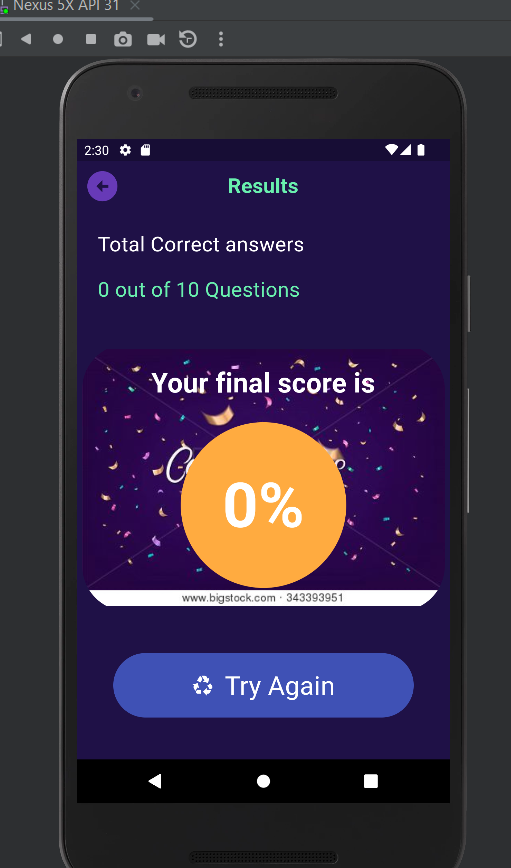 Nexus 5X API 31
2:30
Results
Total Correct answers
0 out of 10 Questions
Your final score is
0%
www.bigstock.com · 343393951
Try Again